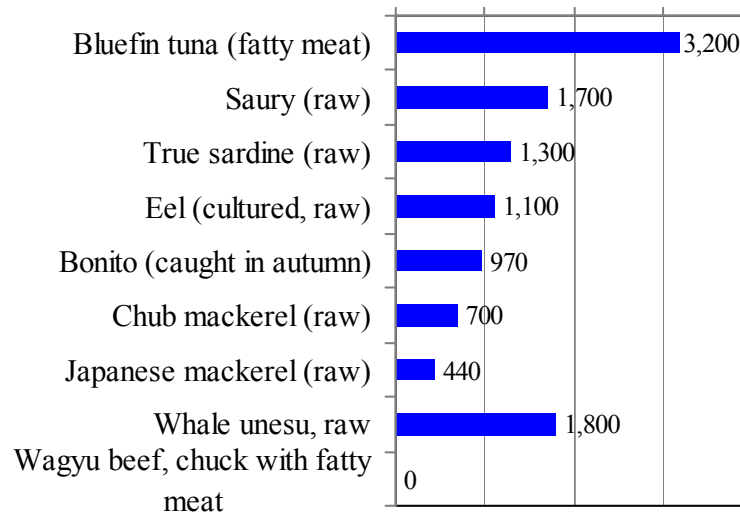 Bluefin tuna (fatty meat) 3,200
Saury (raw) 1,700
True sardine (raw) 1,300
Eel (cultured, raw) 1,100
Bonito (caught in autumn) 970
Chub mackerel (raw) 700
Japanese mackerel (raw) 440
Whale unesu, raw 1,800
Wagyu beef, chuck with fatty
meat 0